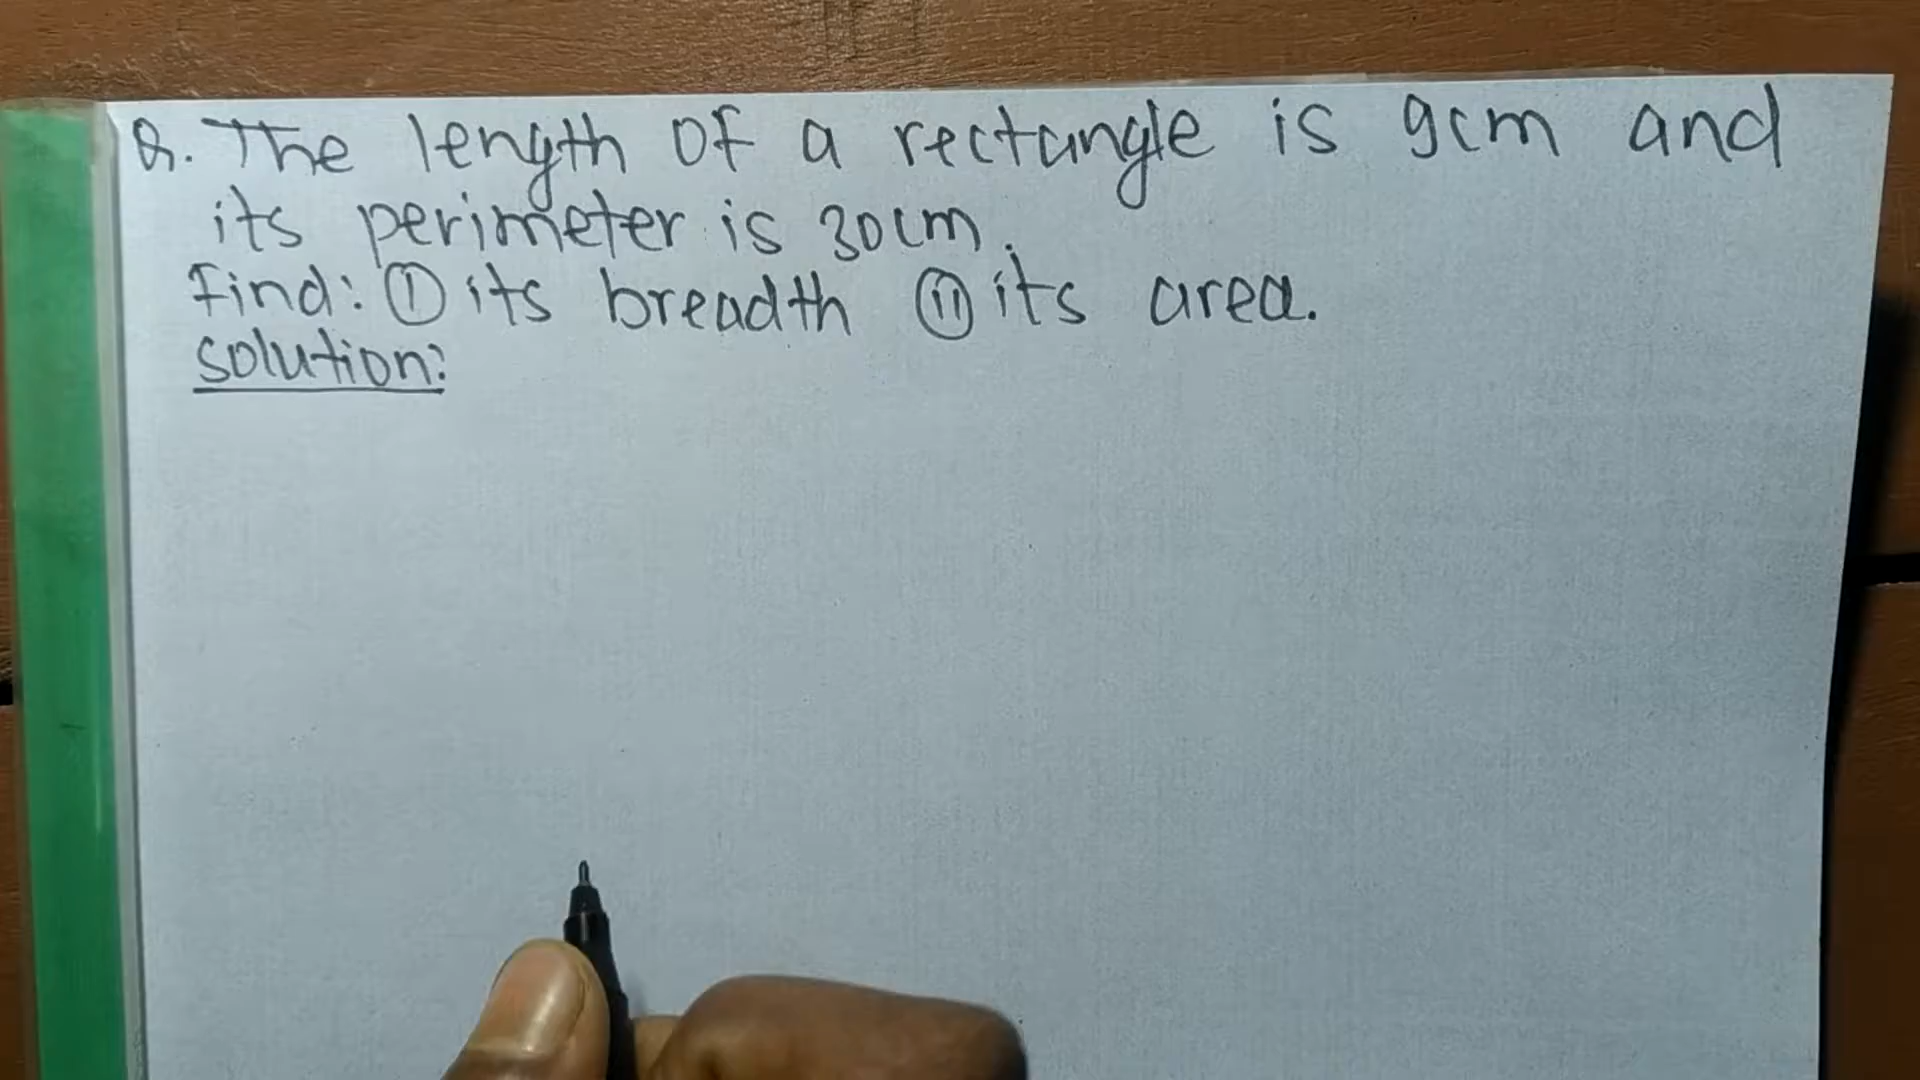 Q. The length of a rectangle is 9cm and
its perimeter is 30cm.
Find: (i) its breadth (ii) its area.
Solution: